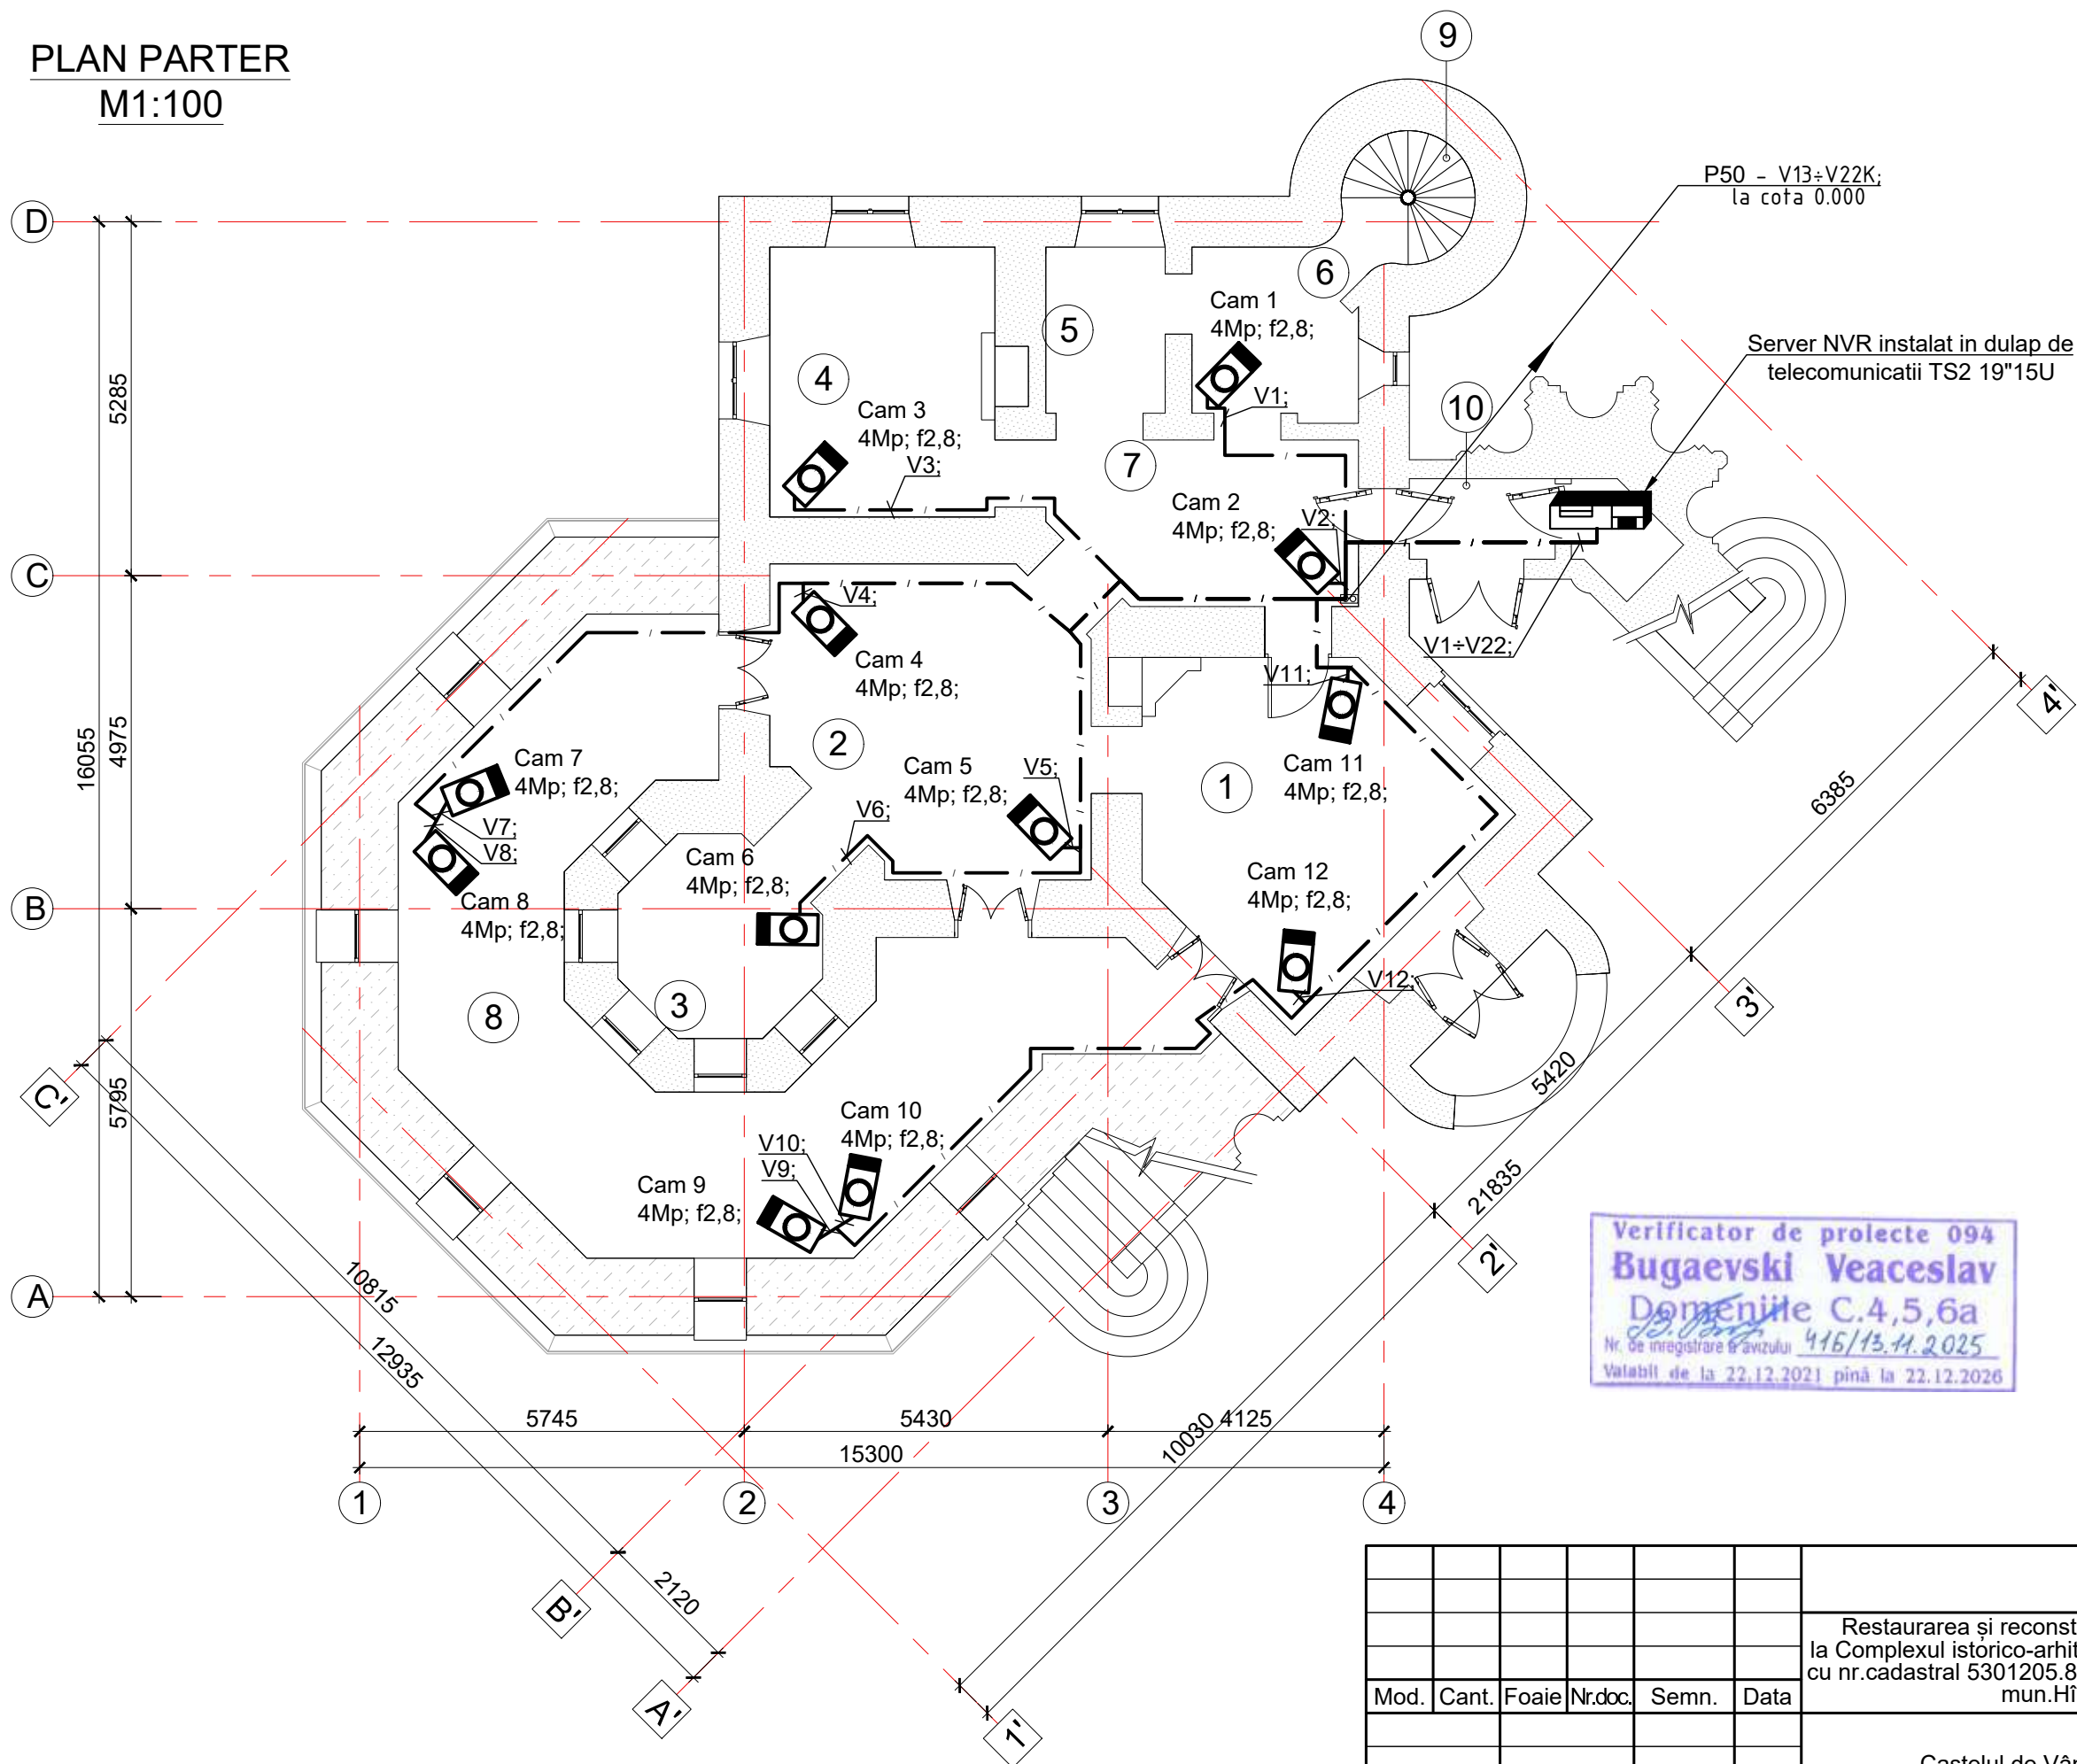 PLAN PARTER
M1:100
9
P50 - V13÷V22K;
la cota 0.000
D
6
Cam 1
4Mp; f2,8;
5
Server NVR instalat in dulap de
telecomunicatii TS2 19"15U
4
V1;
10
5285
Cam 3
4Mp; f2,8;
V3;
7
Cam 2
4Mp; f2,8;
V2;
C
V4;
V1÷V22;
Cam 4
4Mp; f2,8;
V11;
4'
16055
4975
2
Cam 7
4Mp; f2,8;
Cam 5
4Mp; f2,8;
V5;
1
Cam 11
4Mp; f2,8;
6385
V7;
V8;
V6;
Cam 6
4Mp; f2,8;
Cam 12
4Mp; f2,8;
B
Cam 8
4Mp; f2,8;
V12;
8
3
3'
C'
5795
5420
Cam 10
4Mp; f2,8;
V10;
V9;
Cam 9
4Mp; f2,8;
21835
2'
A
10815
12935
Verificator de proiecte 094
Bugaevski Veaceslav
Domeniile C.4,5,6a
Nr. de inregistrare a avizului 416/13.11.2025
Valabil de la 22.12.2021 pînă la 22.12.2026
5745
5430
4125
10030
15300
1
2
3
4
2120
B'
A'
1'
Restaurarea și reconst
la Complexul istorico-arhit
cu nr.cadastral 5301205.8
mun.Hî
Mod. Cant. Foaie Nr.doc. Semn. Data
Castelul de Vân